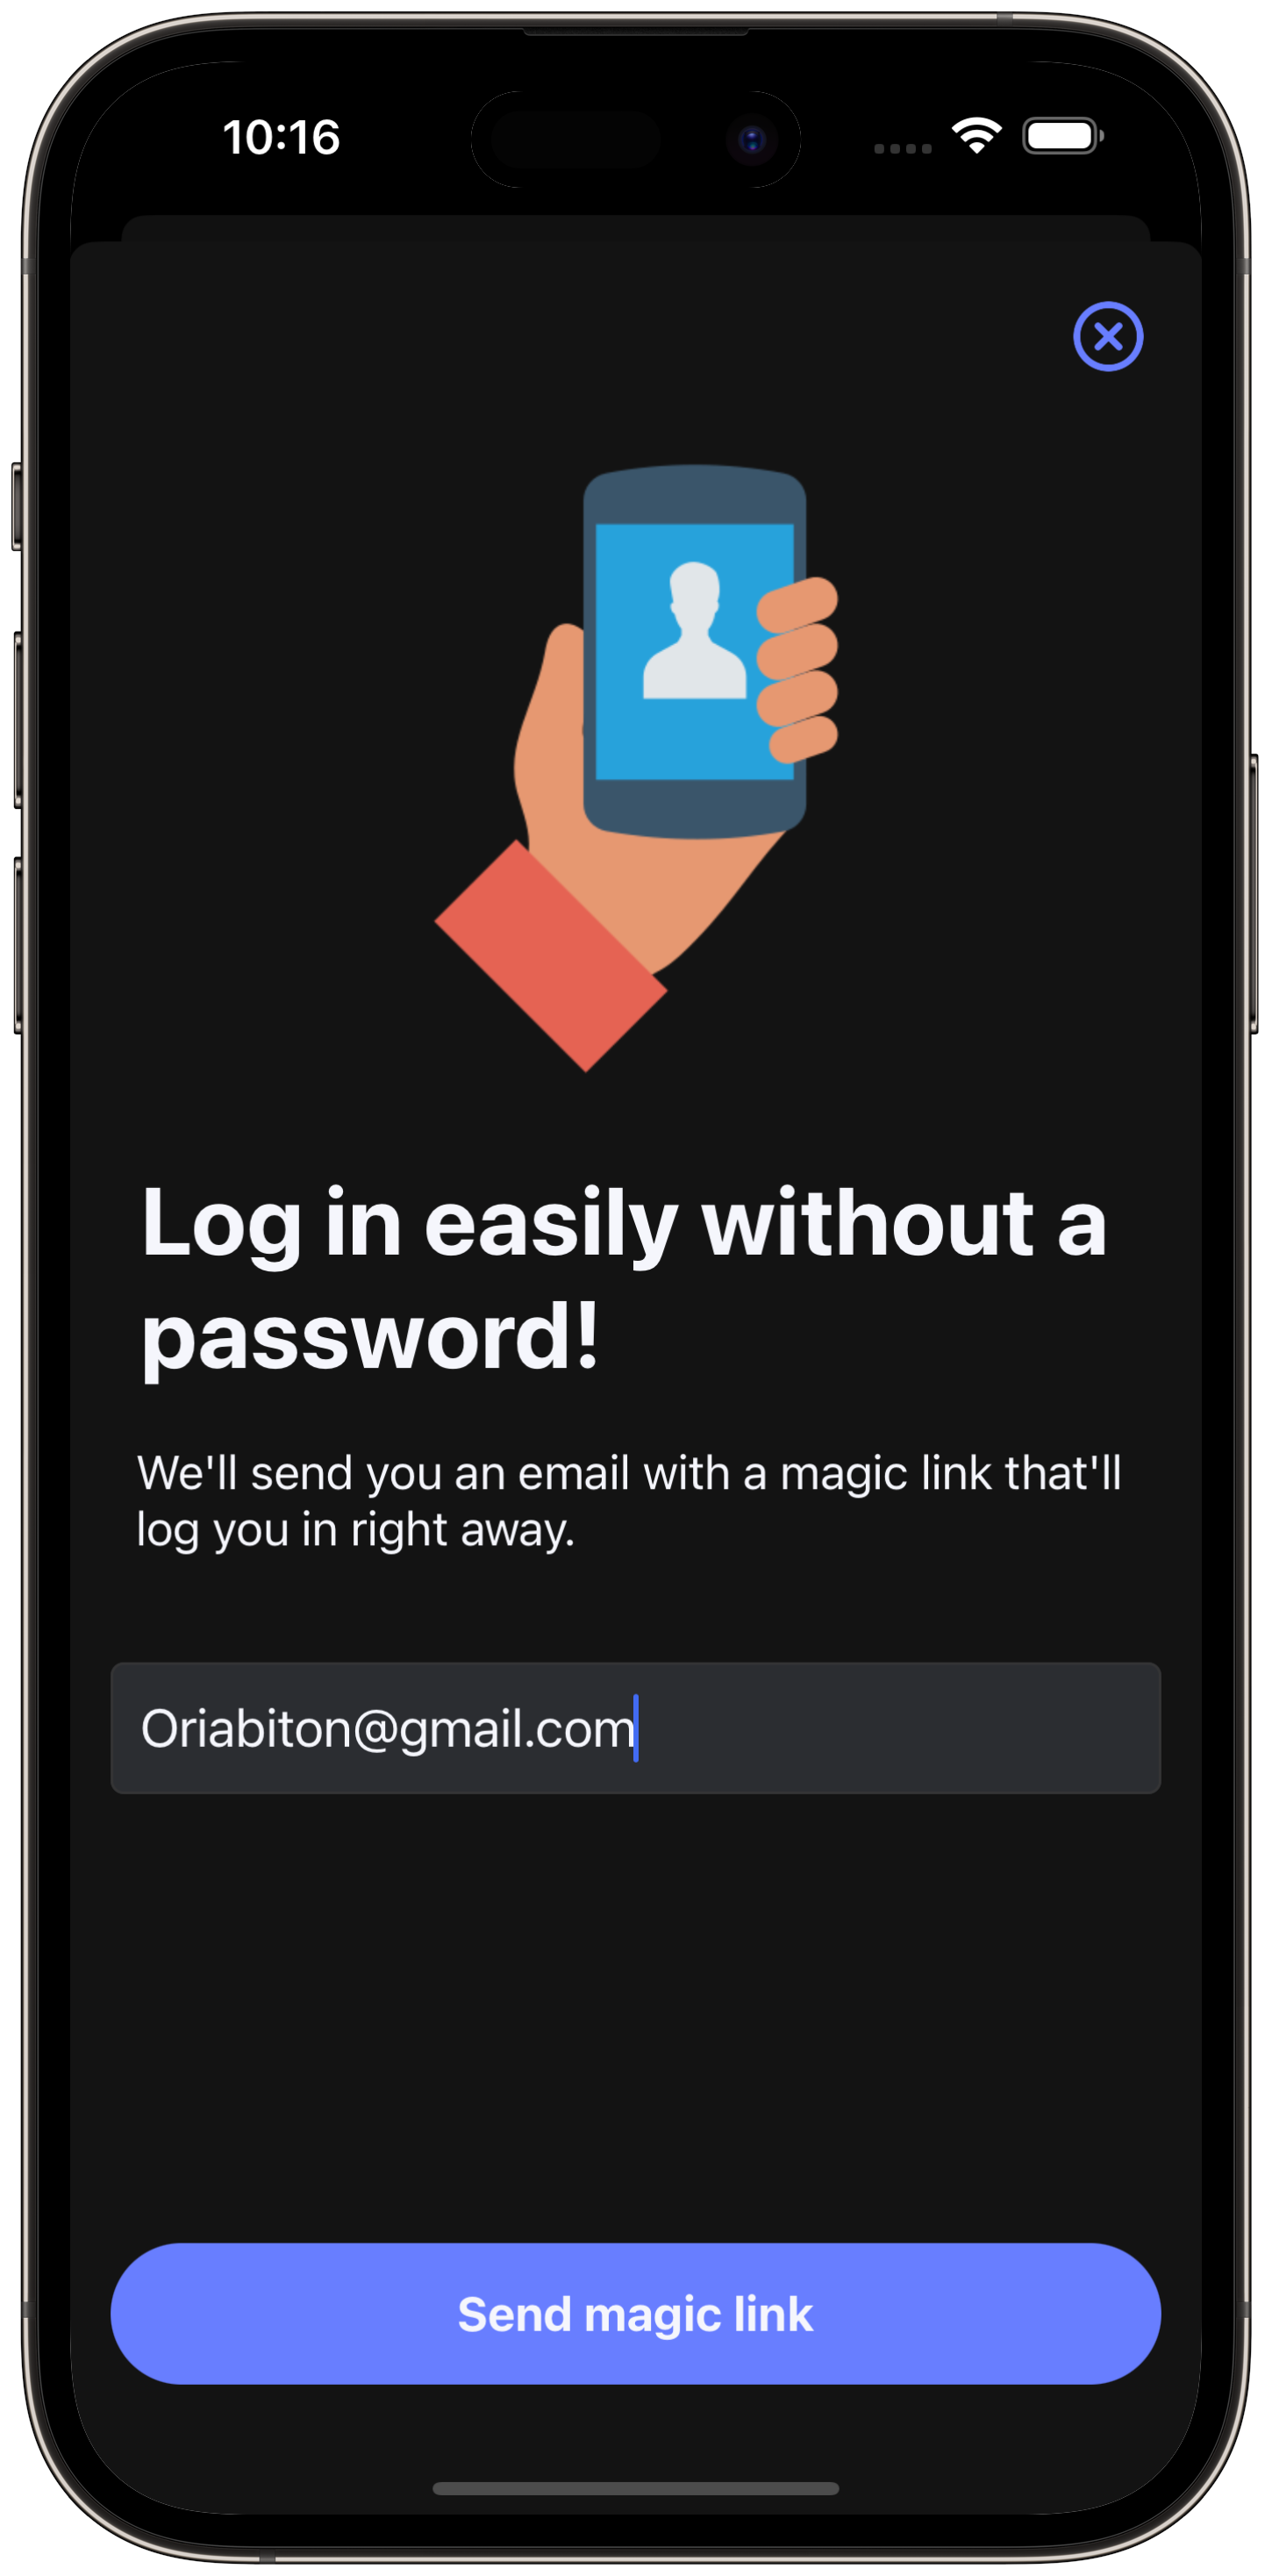 10:16
Log in easily without a
password!
We'll send you an email with a magic link that'll
log you in right away.
Oriabiton@gmail.com
Send magic link